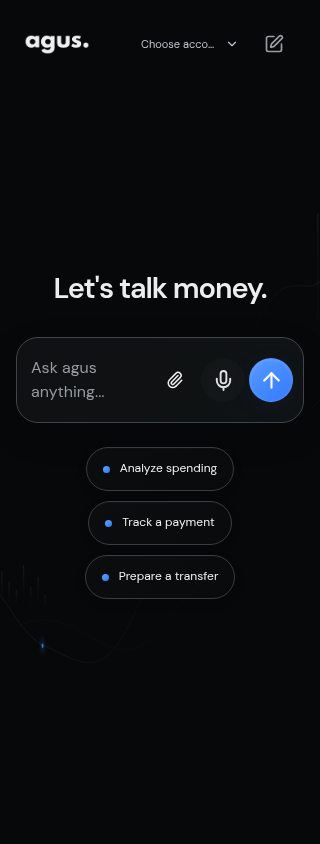 agus.
Choose acco...
Let's talk money.
Ask agus
anything...
Analyze spending
Track a payment
Prepare a transfer